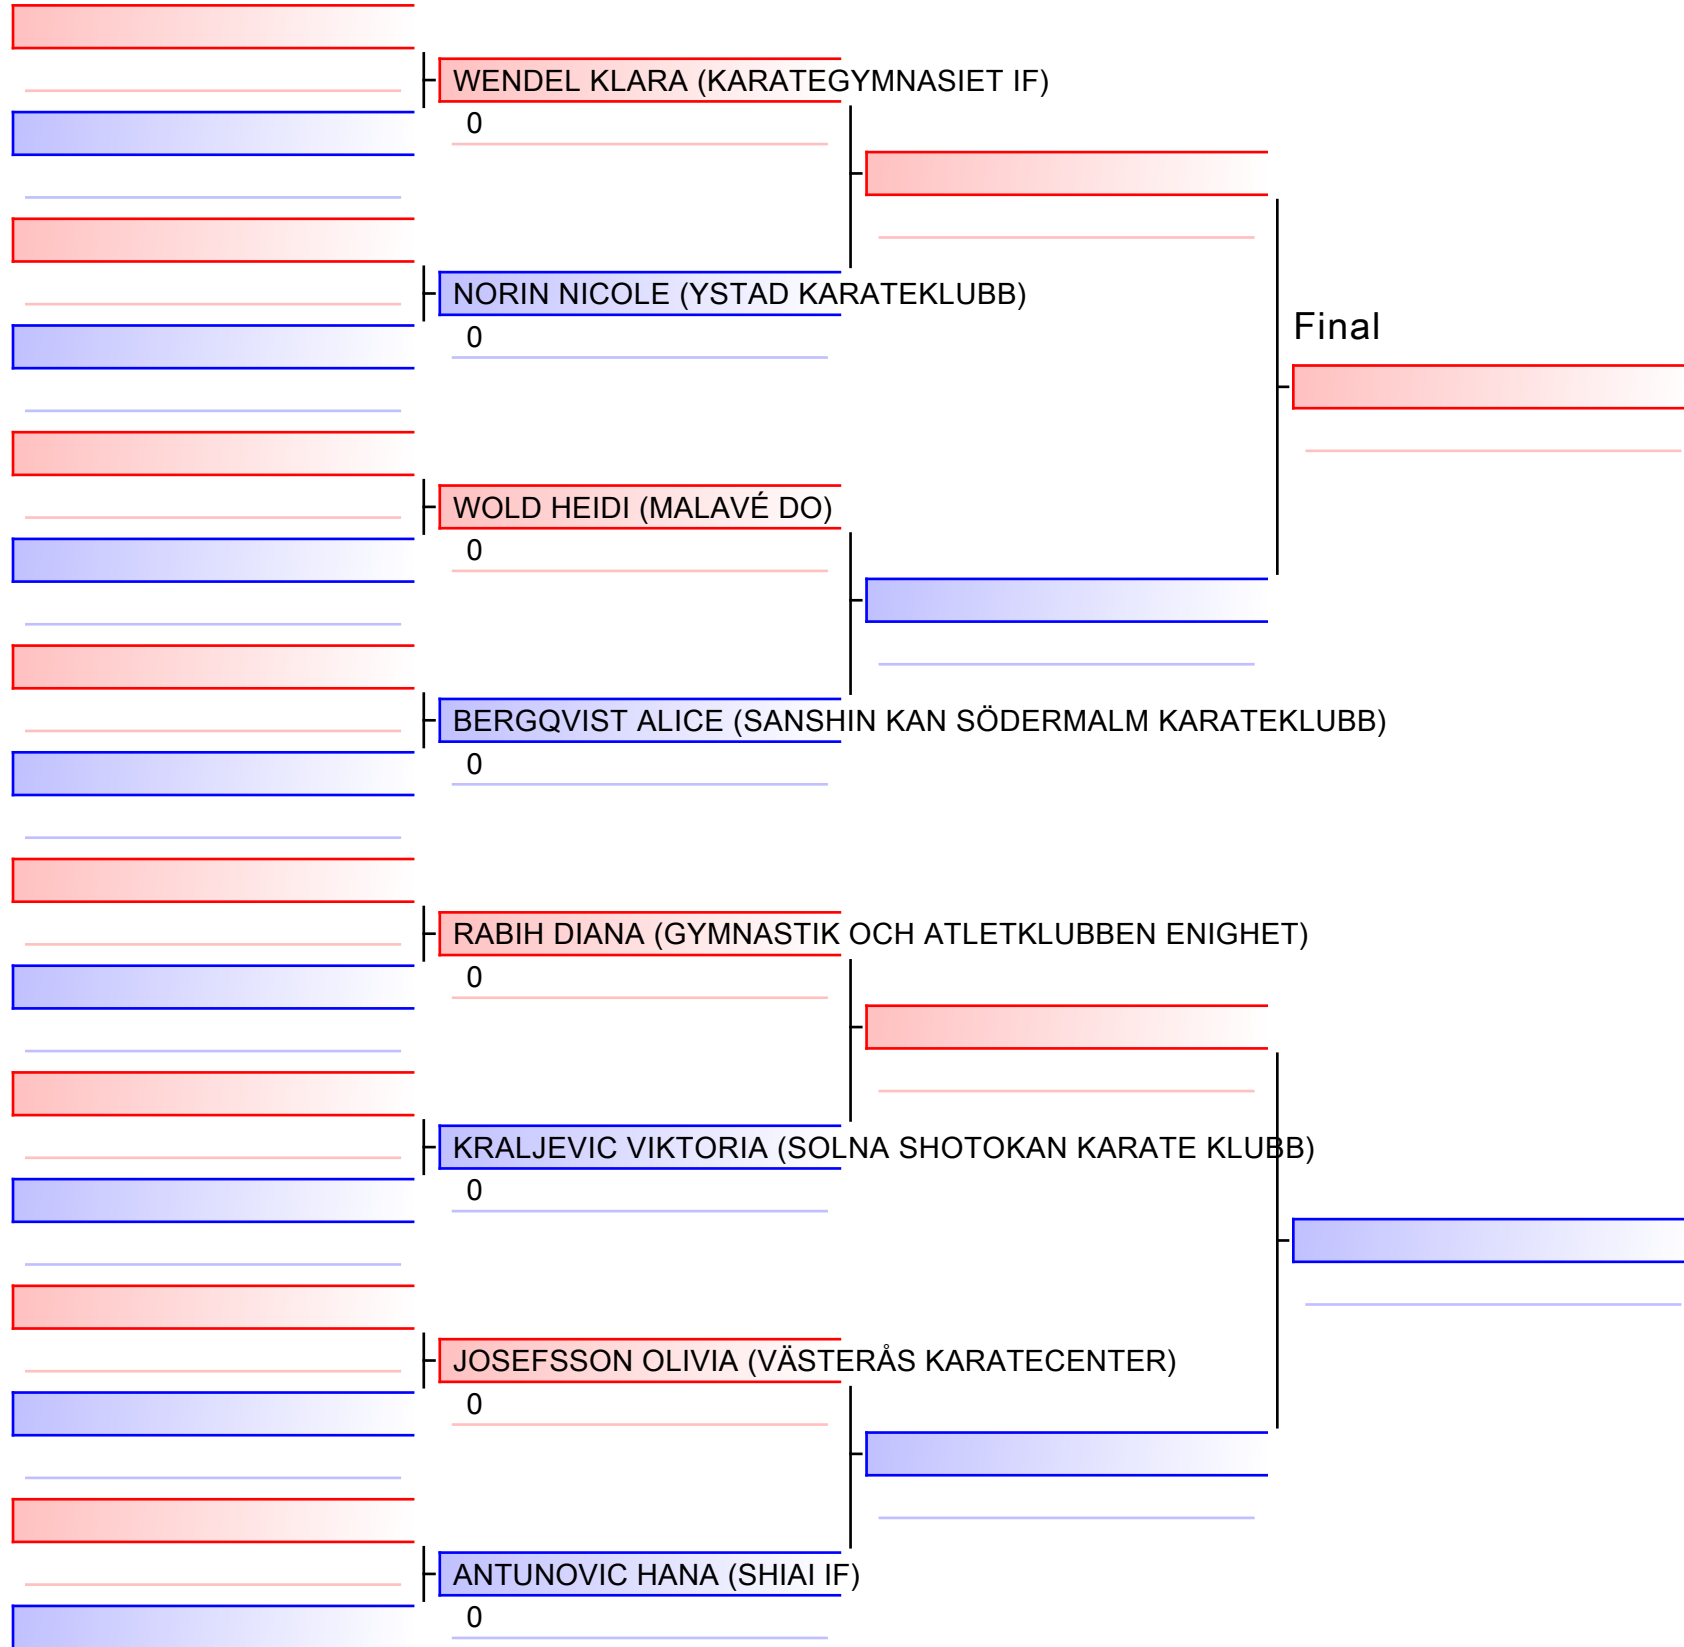 WENDEL KLARA (KARATEGYMNASIET IF)
0
NORIN NICOLE (YSTAD KARATEKLUBB)
0
Final
WOLD HEIDI (MALAVÉ DO)
0
BERGQVIST ALICE (SANSHIN KAN SÖDERMALM KARATEKLUBB)
0
RABIH DIANA (GYMNASTIK OCH ATLETKLUBBEN ENIGHET)
0
KRALJEVIC VIKTORIA (SOLNA SHOTOKAN KARATE KLUBB)
0
JOSEFSSON OLIVIA (VÄSTERÅS KARATECENTER)
0
ANTUNOVIC HANA (SHIAI IF)
0